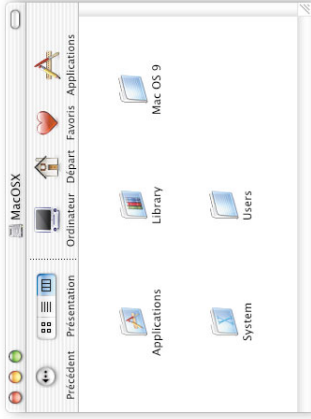 MacOSX
Précédent Présentation Ordinateur Départ Favoris Applications
Applications Library Mac OS 9
System Users